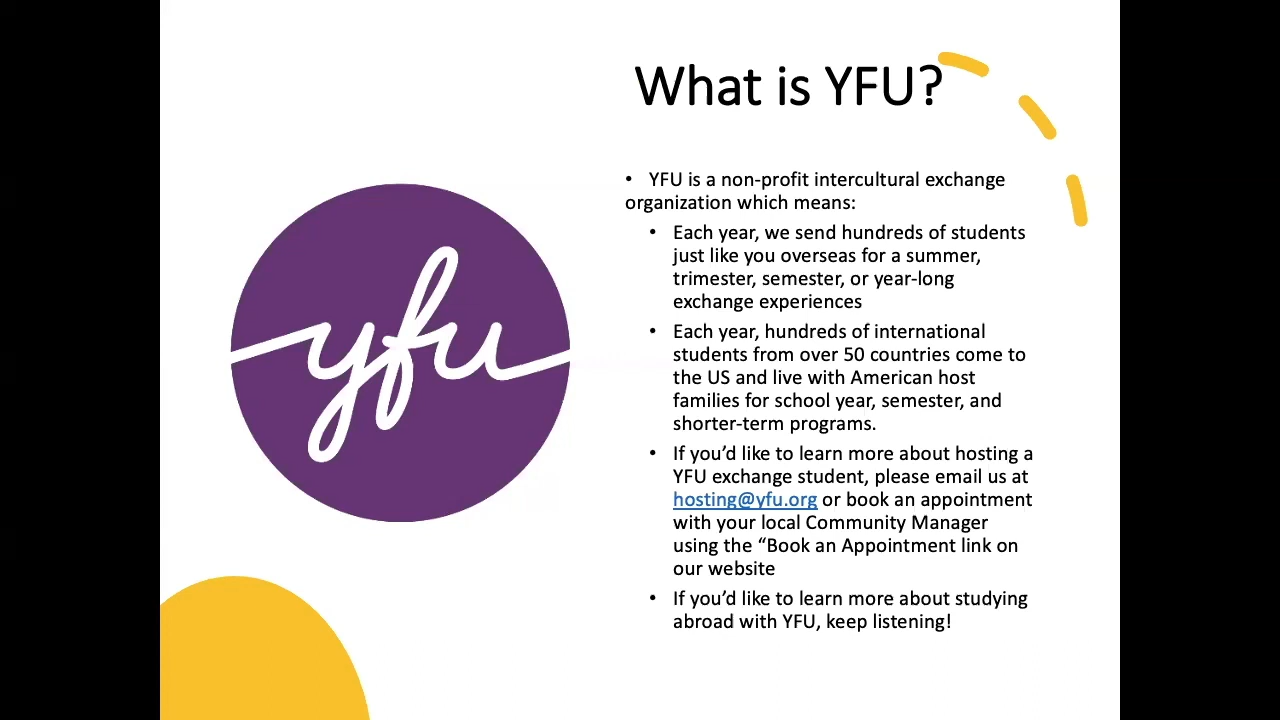 What is YFU?
yfu
• YFU is a non-profit intercultural exchange
organization which means:
• Each year, we send hundreds of students
just like you overseas for a summer,
trimester, semester, or year-long
exchange experiences
• Each year, hundreds of international
students from over 50 countries come to
the US and live with American host
families for school year, semester, and
shorter-term programs.
• If you’d like to learn more about hosting a
YFU exchange student, please email us at
hosting@yfu.org or book an appointment
with your local Community Manager
using the “Book an Appointment link on
our website
• If you’d like to learn more about studying
abroad with YFU, keep listening!